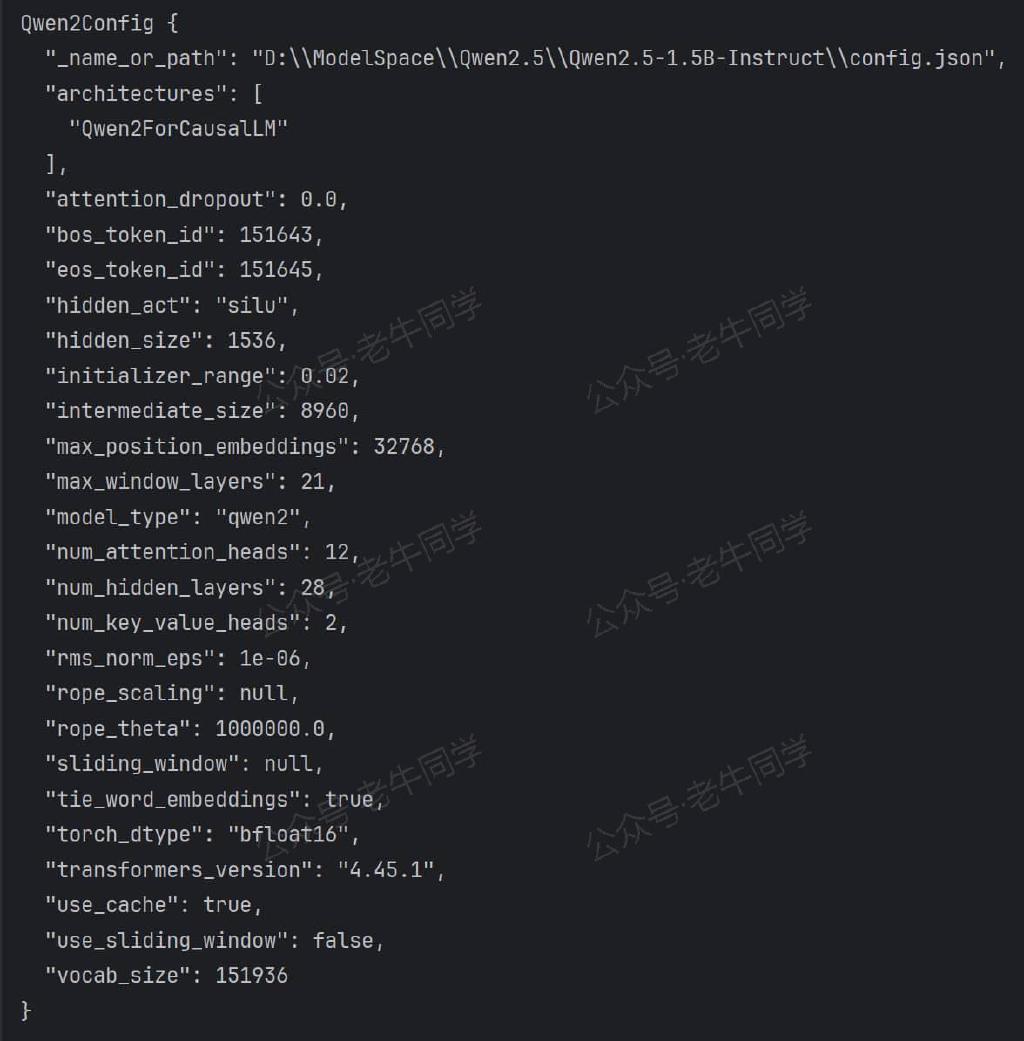 Qwen2Config {
  "_name_or_path": "D:\\ModelSpace\\Qwen2.5\\Qwen2.5-1.5B-Instruct\\config.json",
  "architectures": [
    "Qwen2ForCausalLM"
  ],
  "attention_dropout": 0.0,
  "bos_token_id": 151643,
  "eos_token_id": 151645,
  "hidden_act": "silu",
  "hidden_size": 1536,
  "initializer_range": 0.02,
  "intermediate_size": 8960,
  "max_position_embeddings": 32768,
  "max_window_layers": 21,
  "model_type": "qwen2",
  "num_attention_heads": 12,
  "num_hidden_layers": 28,
  "num_key_value_heads": 2,
  "rms_norm_eps": 1e-06,
  "rope_scaling": null,
  "rope_theta": 1000000.0,
  "sliding_window": null,
  "tie_word_embeddings": true,
  "torch_dtype": "bfloat16",
  "transformers_version": "4.45.1",
  "use_cache": true,
  "use_sliding_window": false,
  "vocab_size": 151936
}
公众号·老牛同学
公众号·老牛同学
公众号·老牛同学
公众号·老牛同学
公众号·老牛同学
公众号·老牛同学